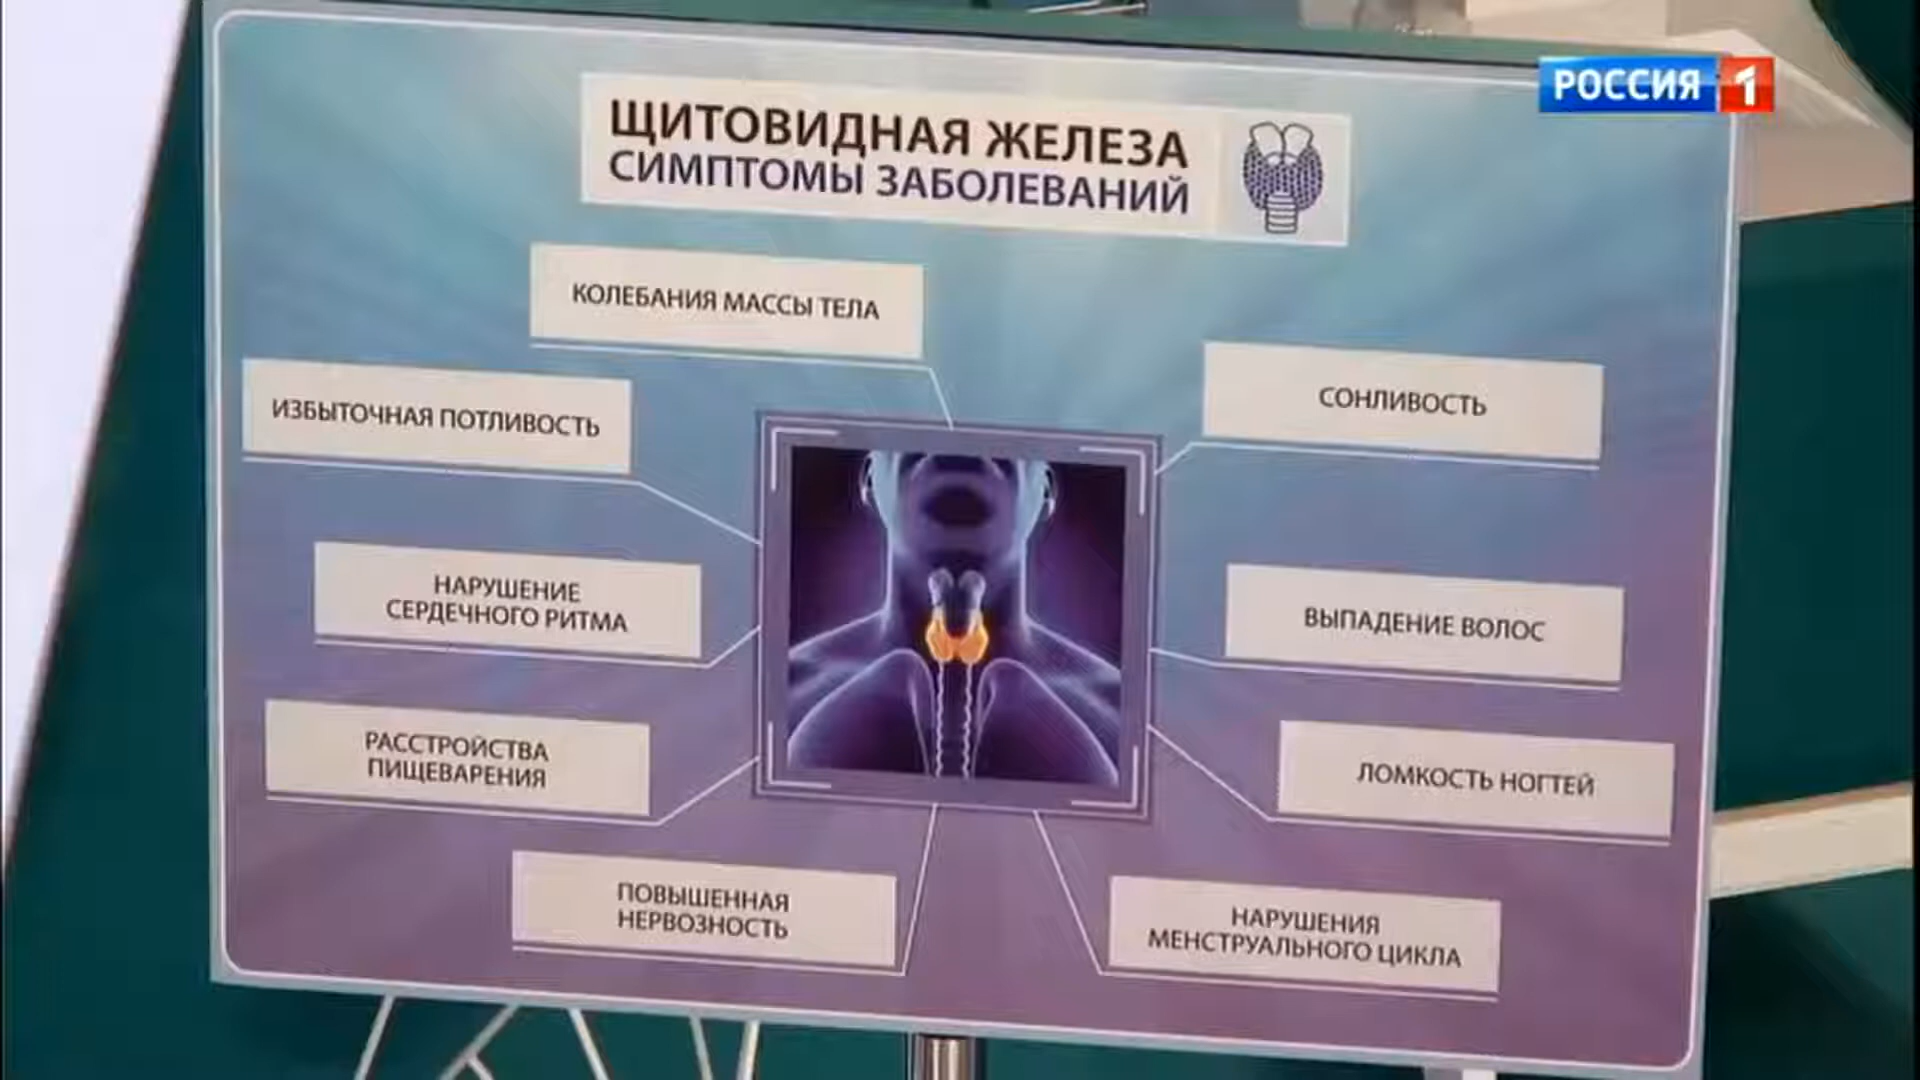 РОССИЯ 1
ЩИТОВИДНАЯ ЖЕЛЕЗА
СИМПТОМЫ ЗАБОЛЕВАНИЙ
КОЛЕБАНИЯ МАССЫ ТЕЛА
СОНЛИВОСТЬ
ИЗБЫТОЧНАЯ ПОТЛИВОСТЬ
НАРУШЕНИЕ
СЕРДЕЧНОГО РИТМА
ВЫПАДЕНИЕ ВОЛОС
РАССТРОЙСТВА
ПИЩЕВАРЕНИЯ
ЛОМКОСТЬ НОГТЕЙ
ПОВЫШЕННАЯ
НЕРВОЗНОСТЬ
НАРУШЕНИЯ
МЕНСТРУАЛЬНОГО ЦИКЛА